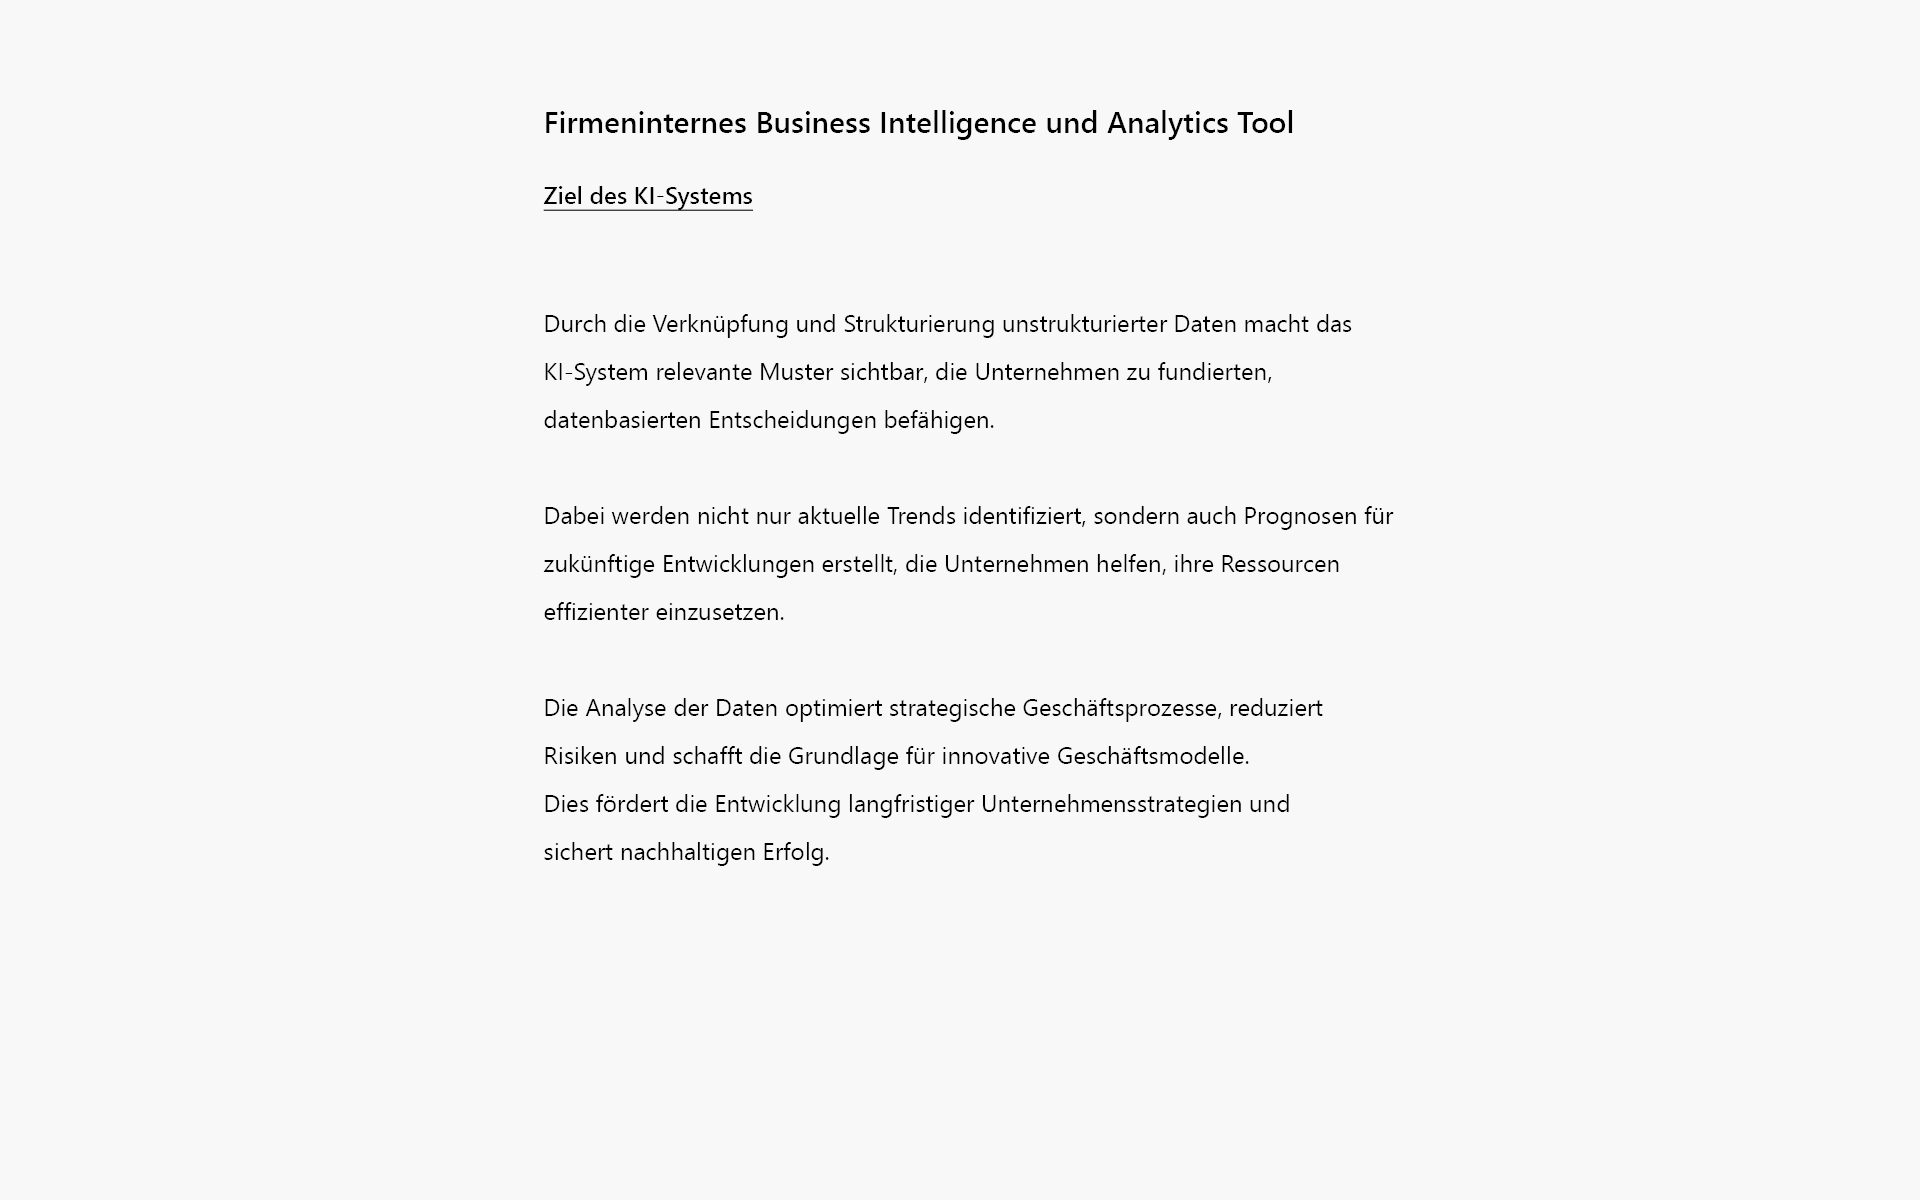 Firmeninternes Business Intelligence und Analytics Tool
Ziel des KI-Systems
Durch die Verknüpfung und Strukturierung unstrukturierter Daten macht das
KI-System relevante Muster sichtbar, die Unternehmen zu fundierten,
datenbasierten Entscheidungen befähigen.
Dabei werden nicht nur aktuelle Trends identifiziert, sondern auch Prognosen für
zukünftige Entwicklungen erstellt, die Unternehmen helfen, ihre Ressourcen
effizienter einzusetzen.
Die Analyse der Daten optimiert strategische Geschäftsprozesse, reduziert
Risiken und schafft die Grundlage für innovative Geschäftsmodelle.
Dies fördert die Entwicklung langfristiger Unternehmensstrategien und
sichert nachhaltigen Erfolg.